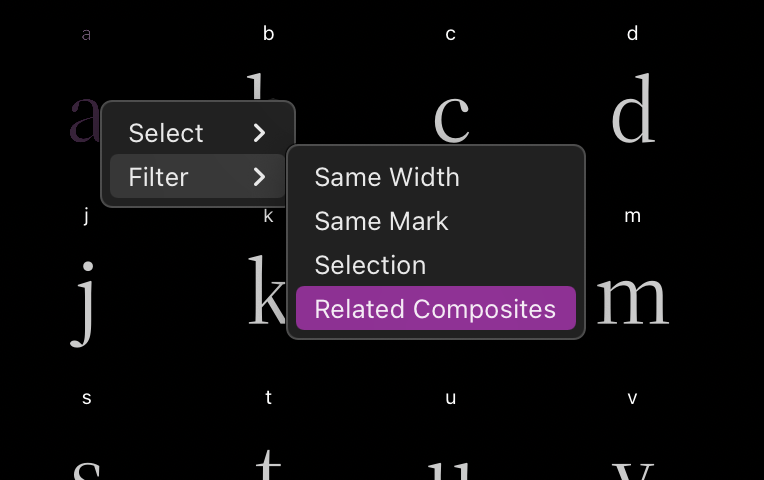 a b c d
a b c d
Select
Filter
Same Width
Same Mark
Selection
Related Composites
j k m
j k m
s t u v
s t u v